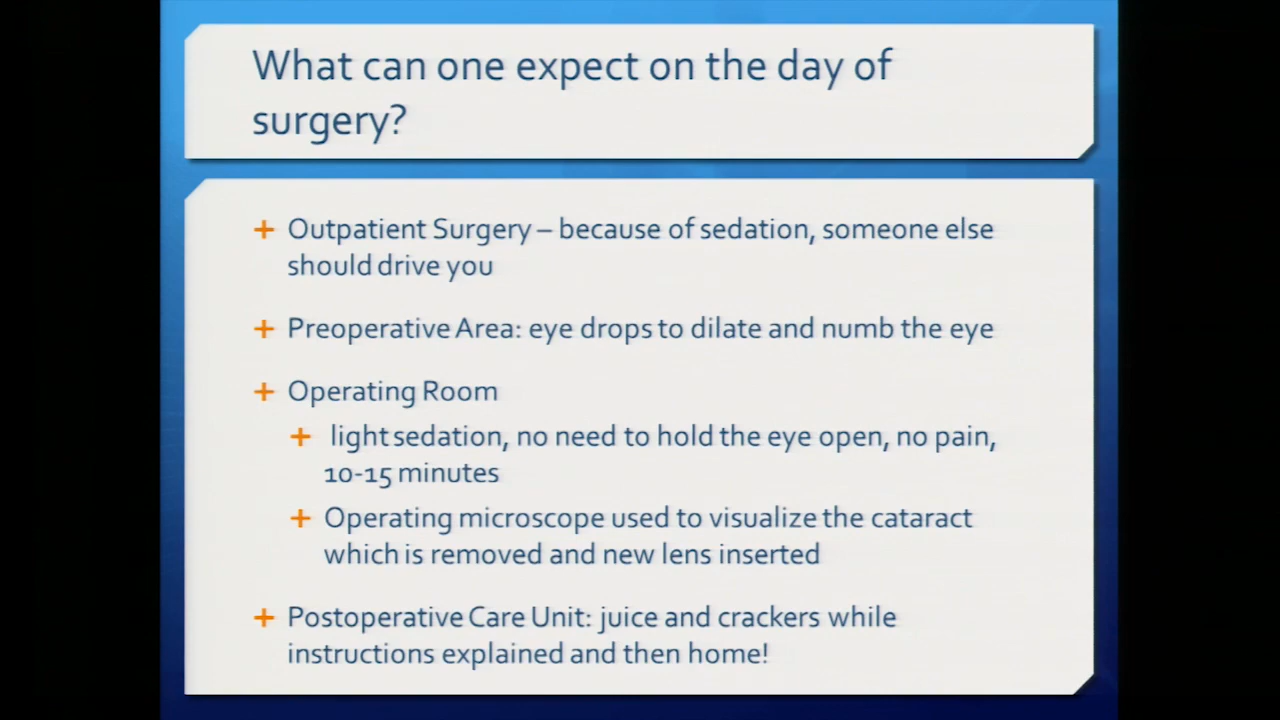 What can one expect on the day of
surgery?
+ Outpatient Surgery – because of sedation, someone else
should drive you
+ Preoperative Area: eye drops to dilate and numb the eye
+ Operating Room
+ light sedation, no need to hold the eye open, no pain,
10-15 minutes
+ Operating microscope used to visualize the cataract
which is removed and new lens inserted
+ Postoperative Care Unit: juice and crackers while
instructions explained and then home!